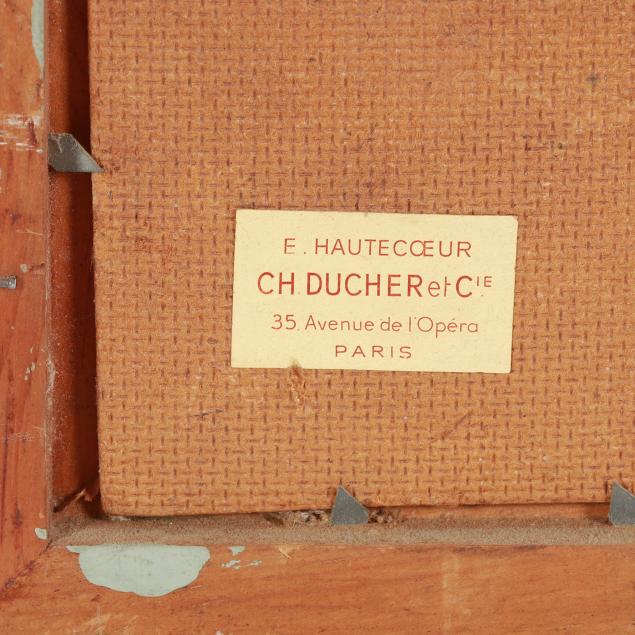 E. HAUTECŒUR
CH. DUCHER et CIE
35, Avenue de l'Opéra
PARIS